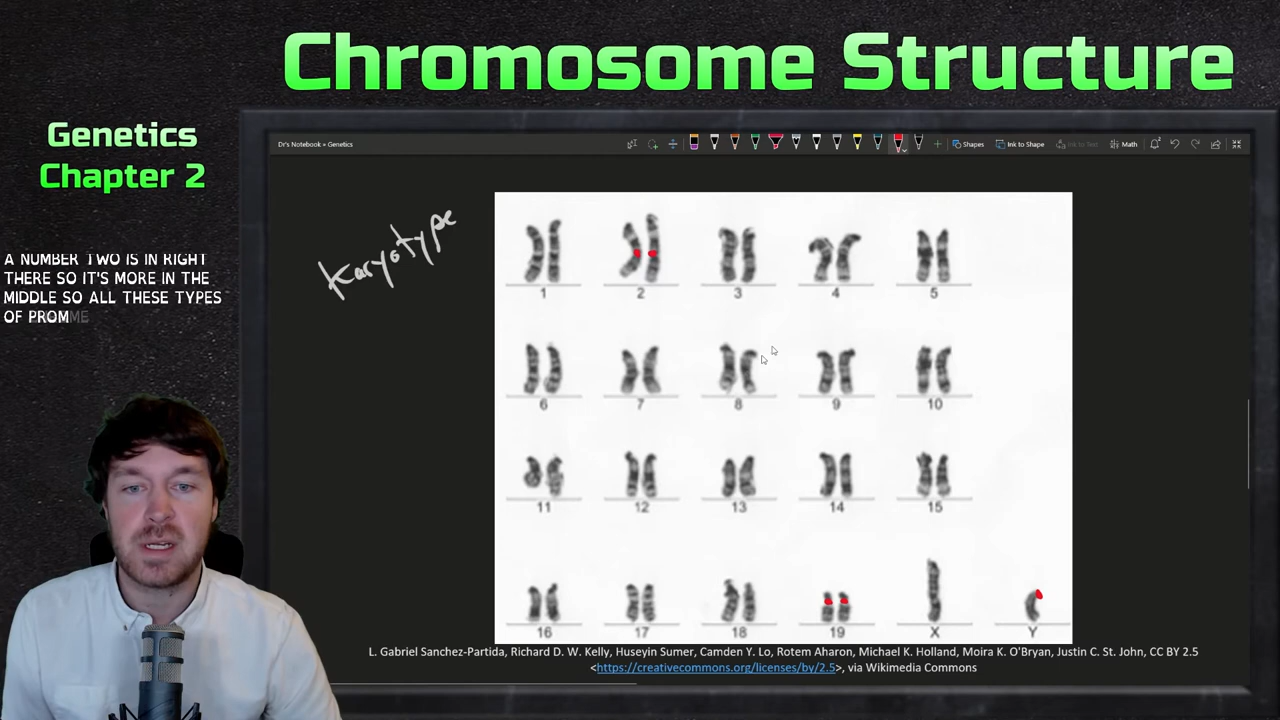 Chromosome Structure
Genetics
Chapter 2
A NUMBER TWO IS IN RIGHT
THERE SO IT'S MORE IN THE
MIDDLE SO ALL THESE TYPES
OF PROMME
Dr's Notebook » Genetics
Shapes
Ink to Shape
Ink to Text
Math
Karyotype
1 2 3 4 5
6 7 8 9 10
11 12 13 14 15
16 17 18 19 X Y
L. Gabriel Sanchez-Partida, Richard D. W. Kelly, Huseyin Sumer, Camden Y. Lo, Rotem Aharon, Michael K. Holland, Moira K. O'Bryan, Justin C. St. John, CC BY 2.5
<https://creativecommons.org/licenses/by/2.5>, via Wikimedia Commons